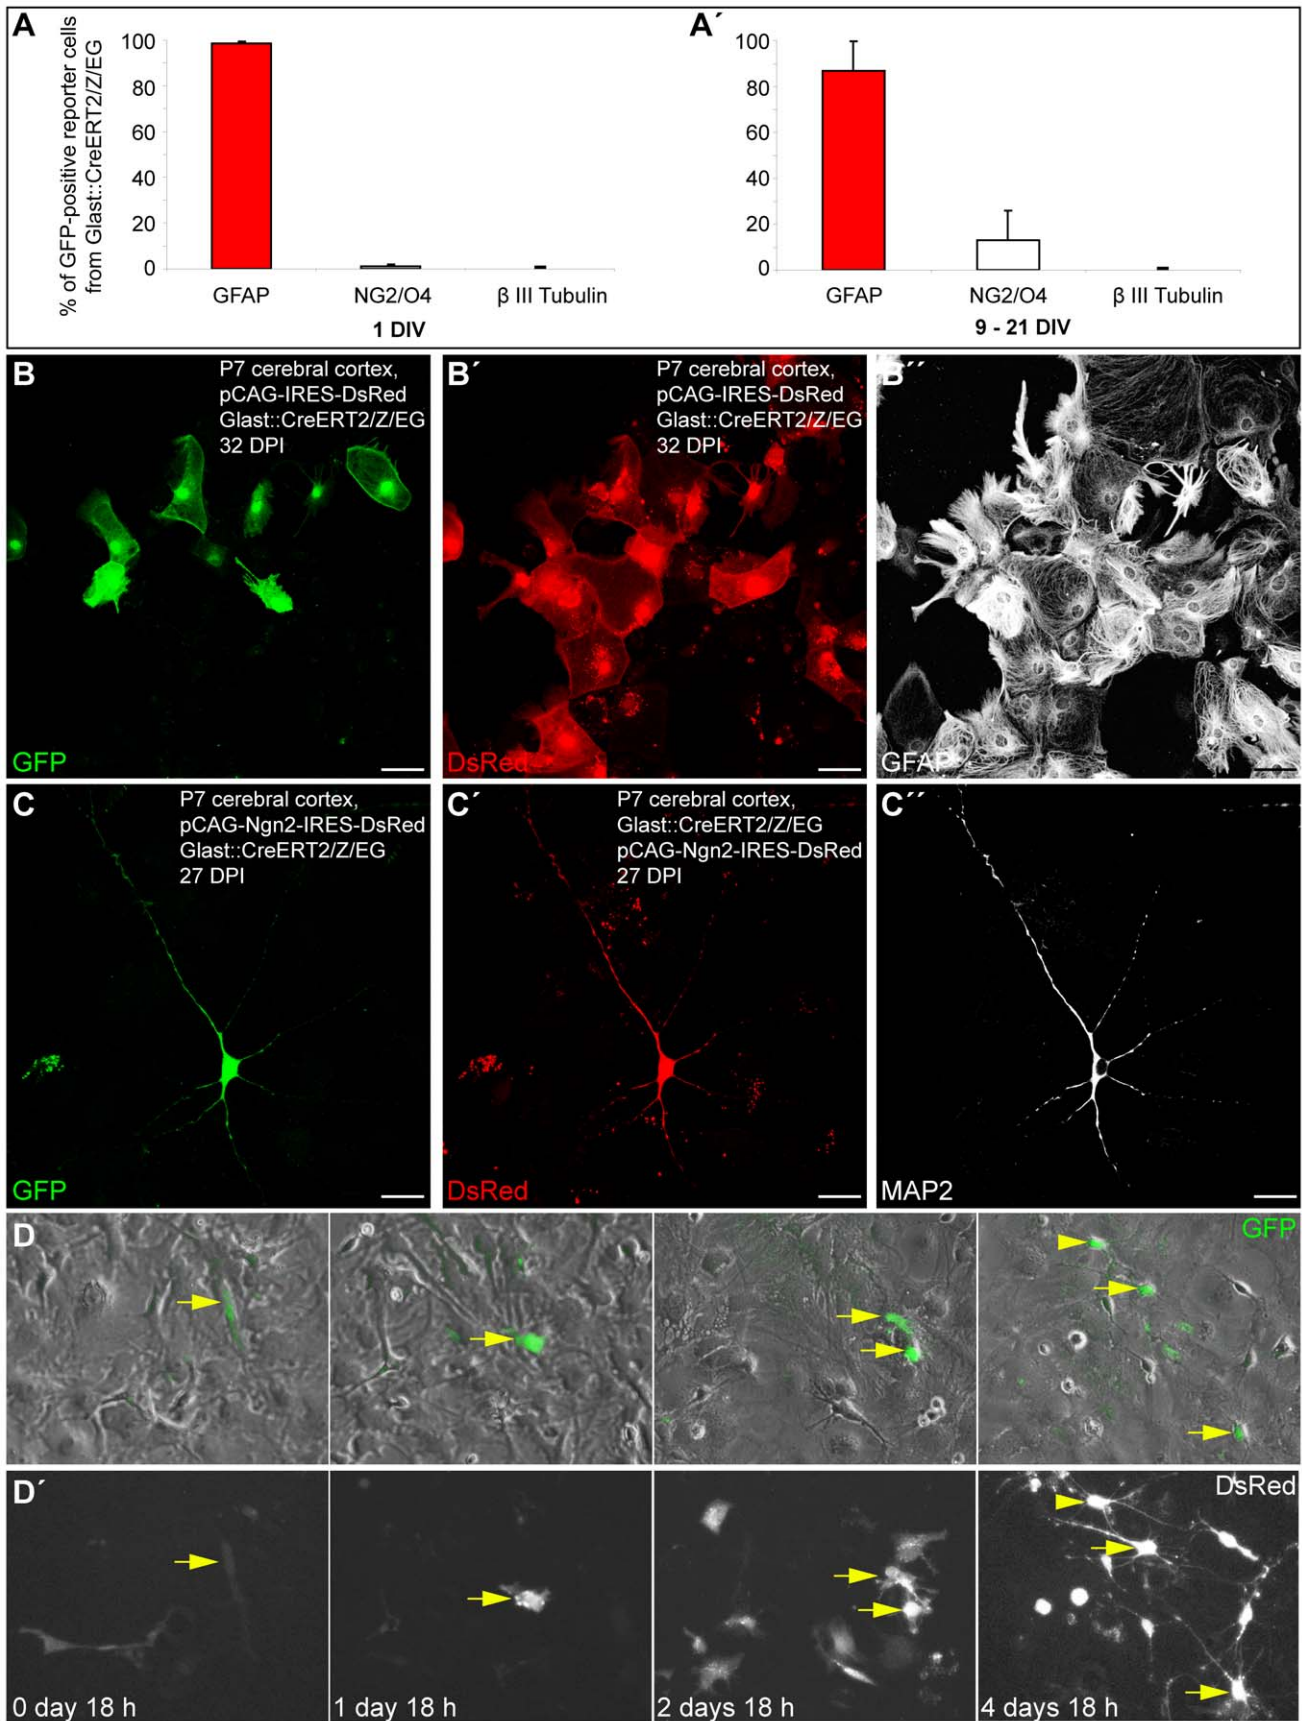 A
% of GFP-positive reporter cells
from Glast::CreERT2/Z/EG
100
80
60
40
20
0
GFAP NG2/O4 β III Tubulin
1 DIV
A´
100
80
60
40
20
0
GFAP NG2/O4 β III Tubulin
9 - 21 DIV
B
P7 cerebral cortex,
pCAG-IRES-DsRed
Glast::CreERT2/Z/EG
32 DPI
GFP
B´
P7 cerebral cortex,
pCAG-IRES-DsRed
Glast::CreERT2/Z/EG
32 DPI
DsRed
B´´
GFAP
C
P7 cerebral cortex,
pCAG-Ngn2-IRES-DsRed
Glast::CreERT2/Z/EG
27 DPI
GFP
C´
P7 cerebral cortex,
Glast::CreERT2/Z/EG
pCAG-Ngn2-IRES-DsRed
27 DPI
DsRed
C´´
MAP2
D
GFP
D´
DsRed
0 day 18 h
1 day 18 h
2 days 18 h
4 days 18 h